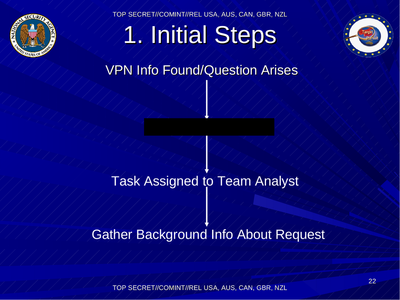 TOP SECRET//COMINT//REL USA, AUS, CAN, GBR, NZL
1. Initial Steps
VPN Info Found/Question Arises
Task Assigned to Team Analyst
Gather Background Info About Request
22
TOP SECRET//COMINT//REL USA, AUS, CAN, GBR, NZL